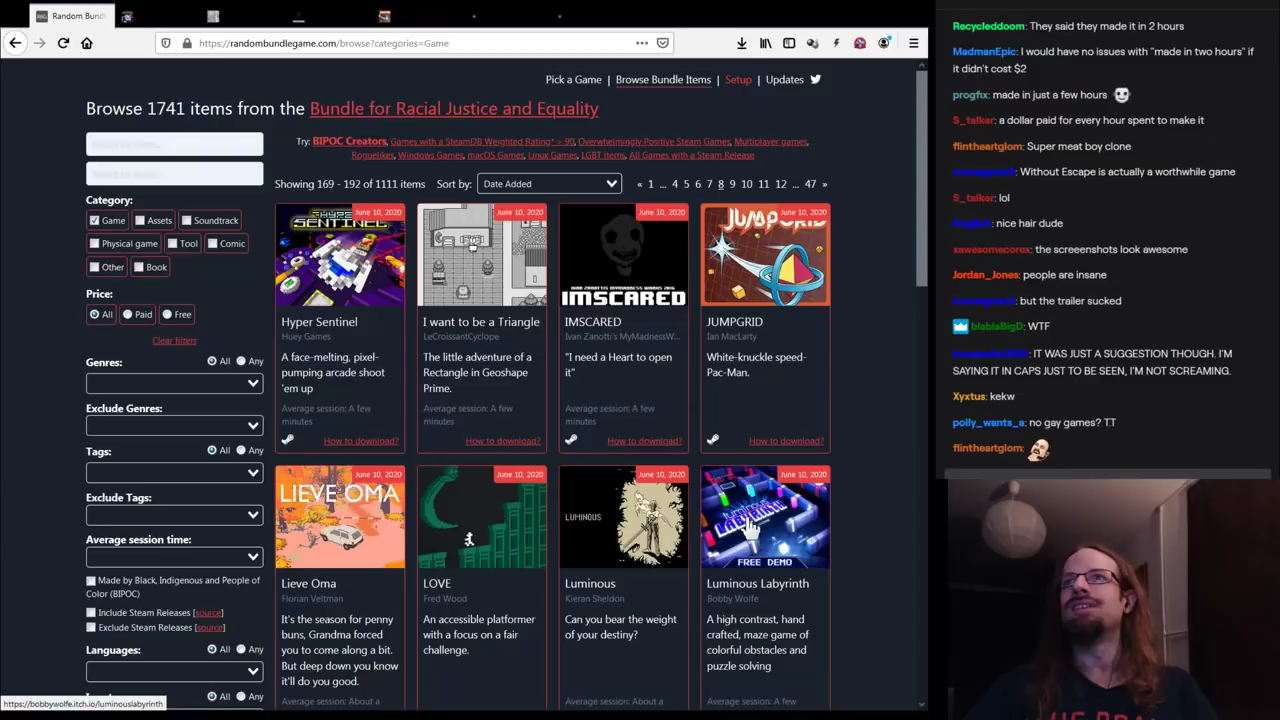 Random Bund
https://randombundlegame.com/browse?categories=Game
Pick a Game | Browse Bundle Items | Setup | Updates
Browse 1741 items from the Bundle for Racial Justice and Equality
Try: BIPOC Creators, Games with a SteamDB Weighted Rating* > 90, Overwhelmingly Positive Steam Games, Multiplayer games,
Roguelikes, Windows Games, macOS Games, Linux Games, LGBT Items, All Games with a Steam Release
Showing 169 - 192 of 1111 items
Sort by:
Date Added
« 1 ... 4 5 6 7 8 9 10 11 12 ... 47 »
Category:
Game
Assets
Soundtrack
Physical game
Tool
Comic
Other
Book
Price:
All
Paid
Free
Clear filters
Genres:
All
Any
Exclude Genres:
Tags:
All
Any
Exclude Tags:
Average session time:
Made by Black, Indigenous and People of
Color (BIPOC)
Include Steam Releases [source]
Exclude Steam Releases [source]
Languages:
All
Any
All
Any
https://bobbywolfe.itch.io/luminouslabyrinth
June 10, 2020
HYPER
SENTINEL
Hyper Sentinel
Huey Games
A face-melting, pixel-
pumping arcade shoot
'em up
Average session: A few
minutes
How to download?
June 10, 2020
I want to be a Triangle
LeCroissantCyclope
The little adventure of a
Rectangle in Geoshape
Prime.
Average session: A few
minutes
How to download?
June 10, 2020
IVAN ZANOTTI'S MYMADNESS WORKS 2016
IMSCARED
IMSCARED
Ivan Zanotti's MyMadnessW...
"I need a Heart to open
it"
Average session: A few
minutes
How to download?
June 10, 2020
JUMPGRID
JUMPGRID
Ian MacLarty
White-knuckle speed-
Pac-Man.
How to download?
June 10, 2020
LIEVE OMA
Lieve Oma
Florian Veltman
It's the season for penny
buns, Grandma forced
you to come along a bit.
But deep down you know
it'll do you good.
Average session: About a
June 10, 2020
LOVE
Fred Wood
An accessible platformer
with a focus on a fair
challenge.
June 10, 2020
LUMINOUS
Luminous
Kieran Sheldon
Can you bear the weight
of your destiny?
Average session: About a
June 10, 2020
LUMINOUS
LABYRINTH
FREE DEMO
Luminous Labyrinth
Bobby Wolfe
A high contrast, hand
crafted, maze game of
colorful obstacles and
puzzle solving
Average session: A few
Recycleddoom: They said they made it in 2 hours
MadmanEpic: I would have no issues with "made in two hours" if
it didn't cost $2
progfix: made in just a few hours
S_talkar: a dollar paid for every hour spent to make it
flintheartgiom: Super meat boy clone
: Without Escape is actually a worthwhile game
S_talkar: lol
: nice hair dude
: the screeenshots look awesome
Jordan_Jones: people are insane
: but the trailer sucked
blablaBigD: WTF
: IT WAS JUST A SUGGESTION THOUGH. I'M
SAYING IT IN CAPS JUST TO BE SEEN, I'M NOT SCREAMING.
Xyxtus: kekw
polly_wants_a: no gay games? T.T
flintheartgiom: